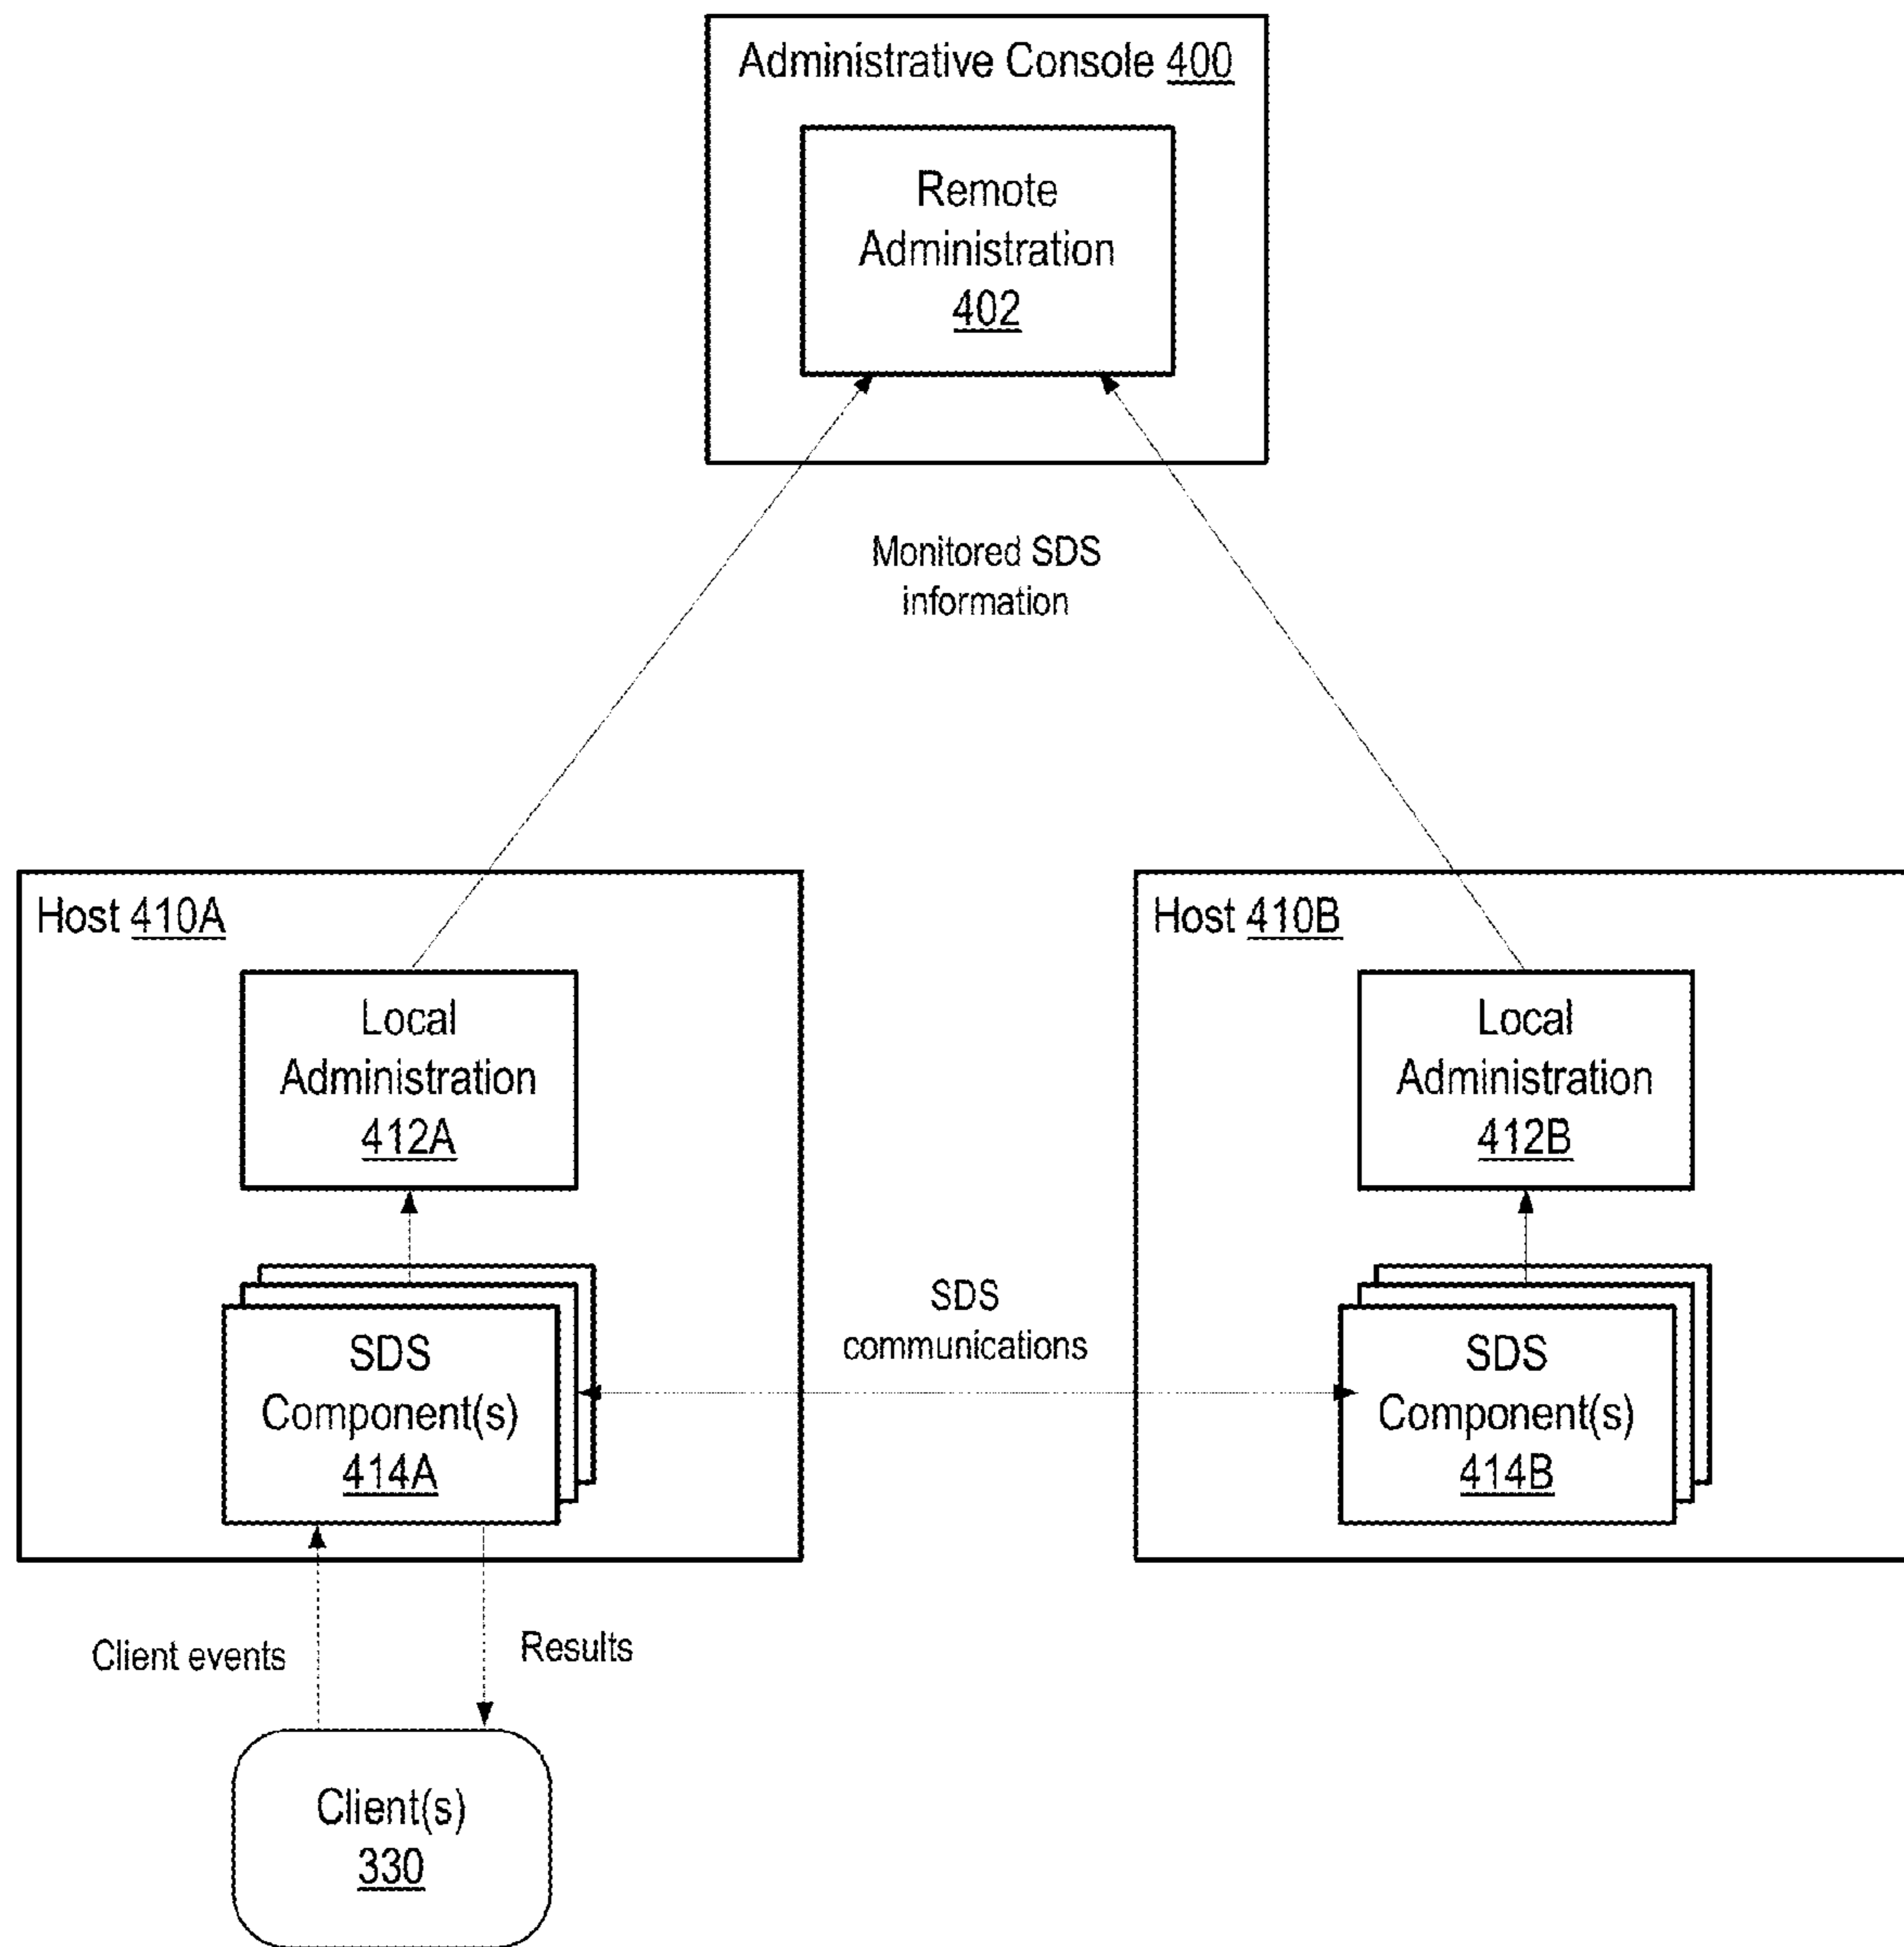 Administrative Console 400
Remote
Administration
402
Monitored SDS
information
Host 410A
Local
Administration
412A
SDS
Component(s)
414A
SDS
communications
Host 410B
Local
Administration
412B
SDS
Component(s)
414B
Client events
Results
Client(s)
330